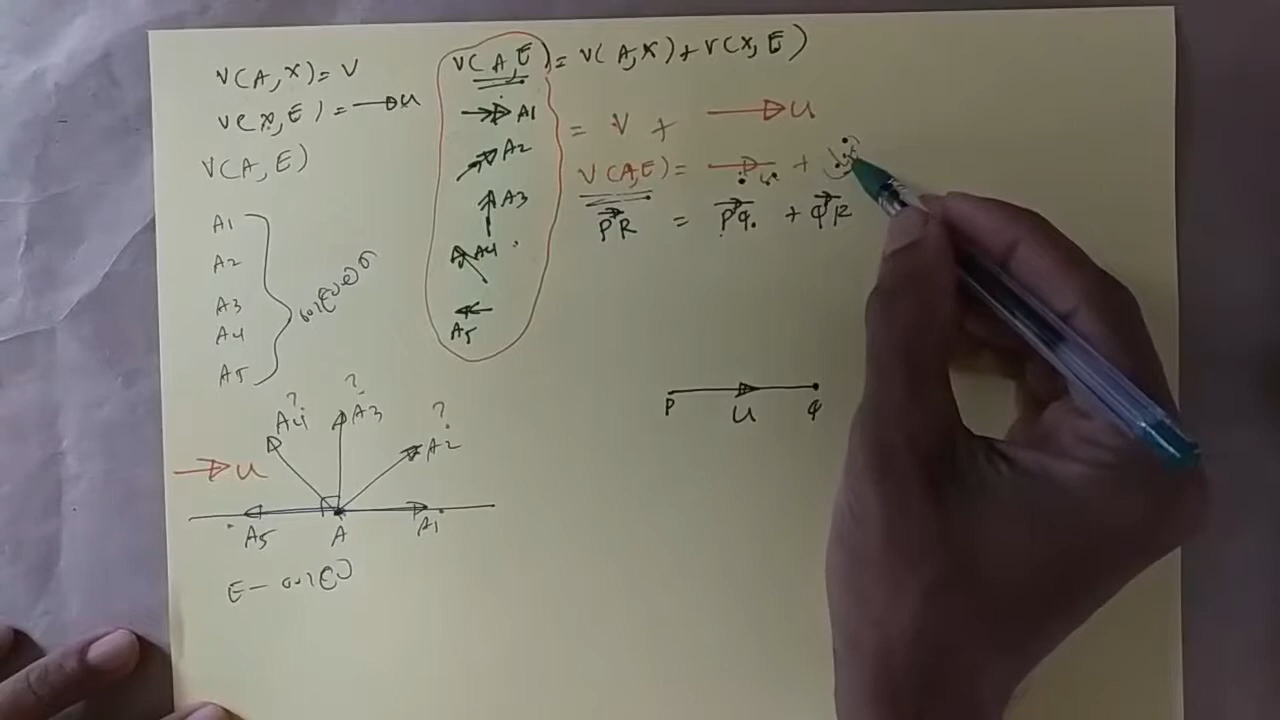 V(A, X) = V
V(X, E) = U
V(A, E)
V(A, E) = V(A, X) + V(X, E)
A1
A2
A3
A4
A5
= V + U
V(A,E) = +
PR = PQ + QR
A1
A2
A3
A4
A5
P U Q
?
A4
?
A3
?
A2
U
A5 A A1
E -